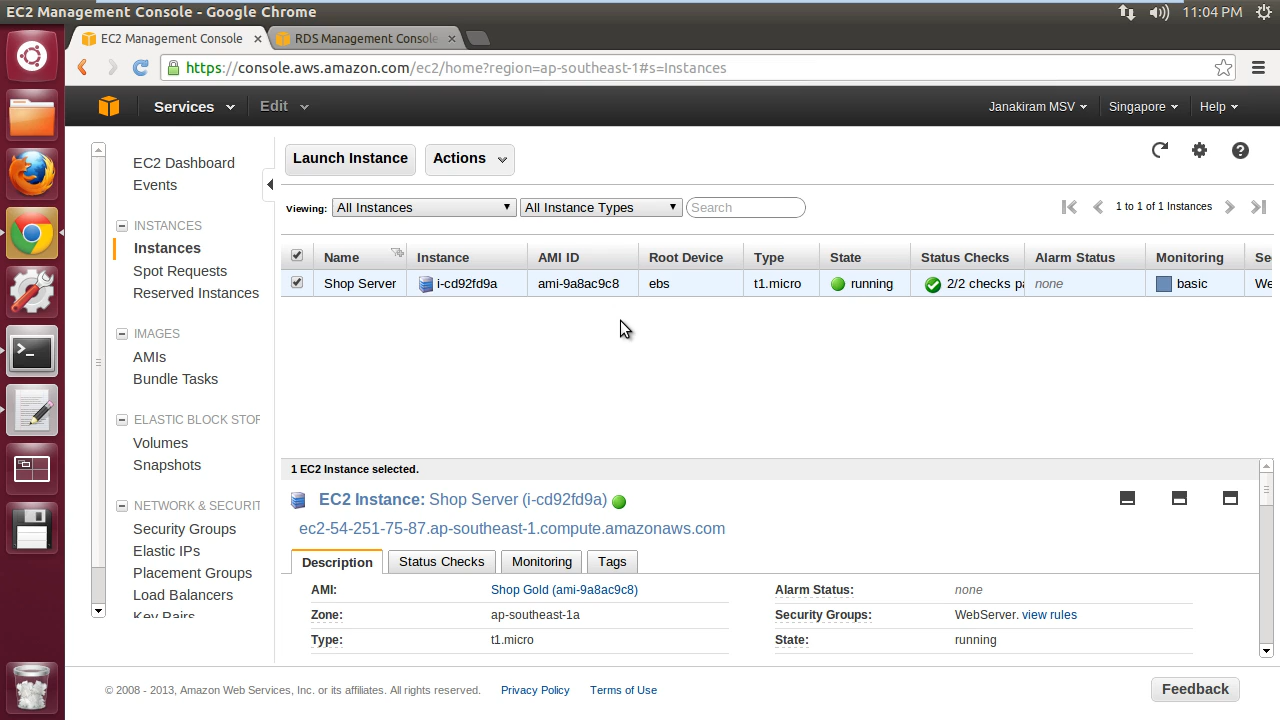 EC2 Management Console - Google Chrome
11:04 PM
EC2 Management Console
RDS Management Console
https://console.aws.amazon.com/ec2/home?region=ap-southeast-1#s=Instances
Services
Edit
Janakiram MSV
Singapore
Help
EC2 Dashboard
Events
INSTANCES
Instances
Spot Requests
Reserved Instances
IMAGES
AMIs
Bundle Tasks
ELASTIC BLOCK STOR
Volumes
Snapshots
NETWORK & SECURIT
Security Groups
Elastic IPs
Placement Groups
Load Balancers
Key Pairs
Launch Instance
Actions
Viewing: All Instances All Instance Types Search
1 to 1 of 1 Instances
Name Instance AMI ID Root Device Type State Status Checks Alarm Status Monitoring Se
Shop Server i-cd92fd9a ami-9a8ac9c8 ebs t1.micro running 2/2 checks pa none basic We
1 EC2 Instance selected.
EC2 Instance: Shop Server (i-cd92fd9a)
ec2-54-251-75-87.ap-southeast-1.compute.amazonaws.com
Description Status Checks Monitoring Tags
AMI: Shop Gold (ami-9a8ac9c8) Alarm Status: none
Zone: ap-southeast-1a Security Groups: WebServer. view rules
Type: t1.micro State: running
© 2008 - 2013, Amazon Web Services, Inc. or its affiliates. All rights reserved. Privacy Policy Terms of Use
Feedback